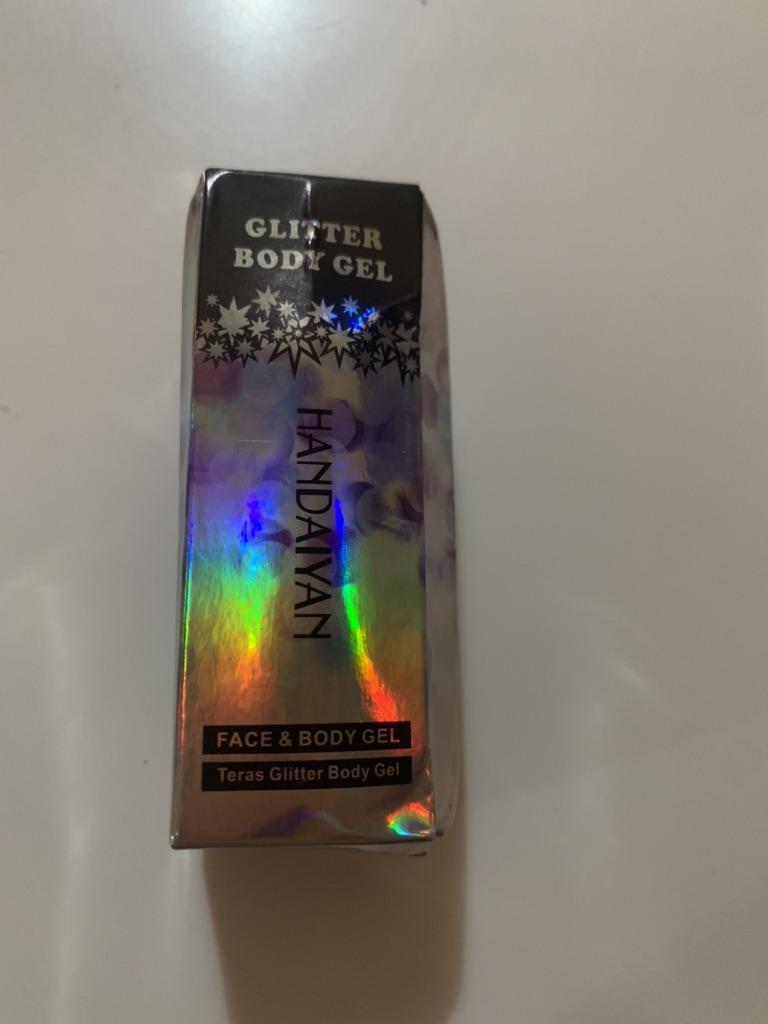 GLITTER
BODY GEL
HANDAIYAN
FACE & BODY GEL
Teras Glitter Body Gel